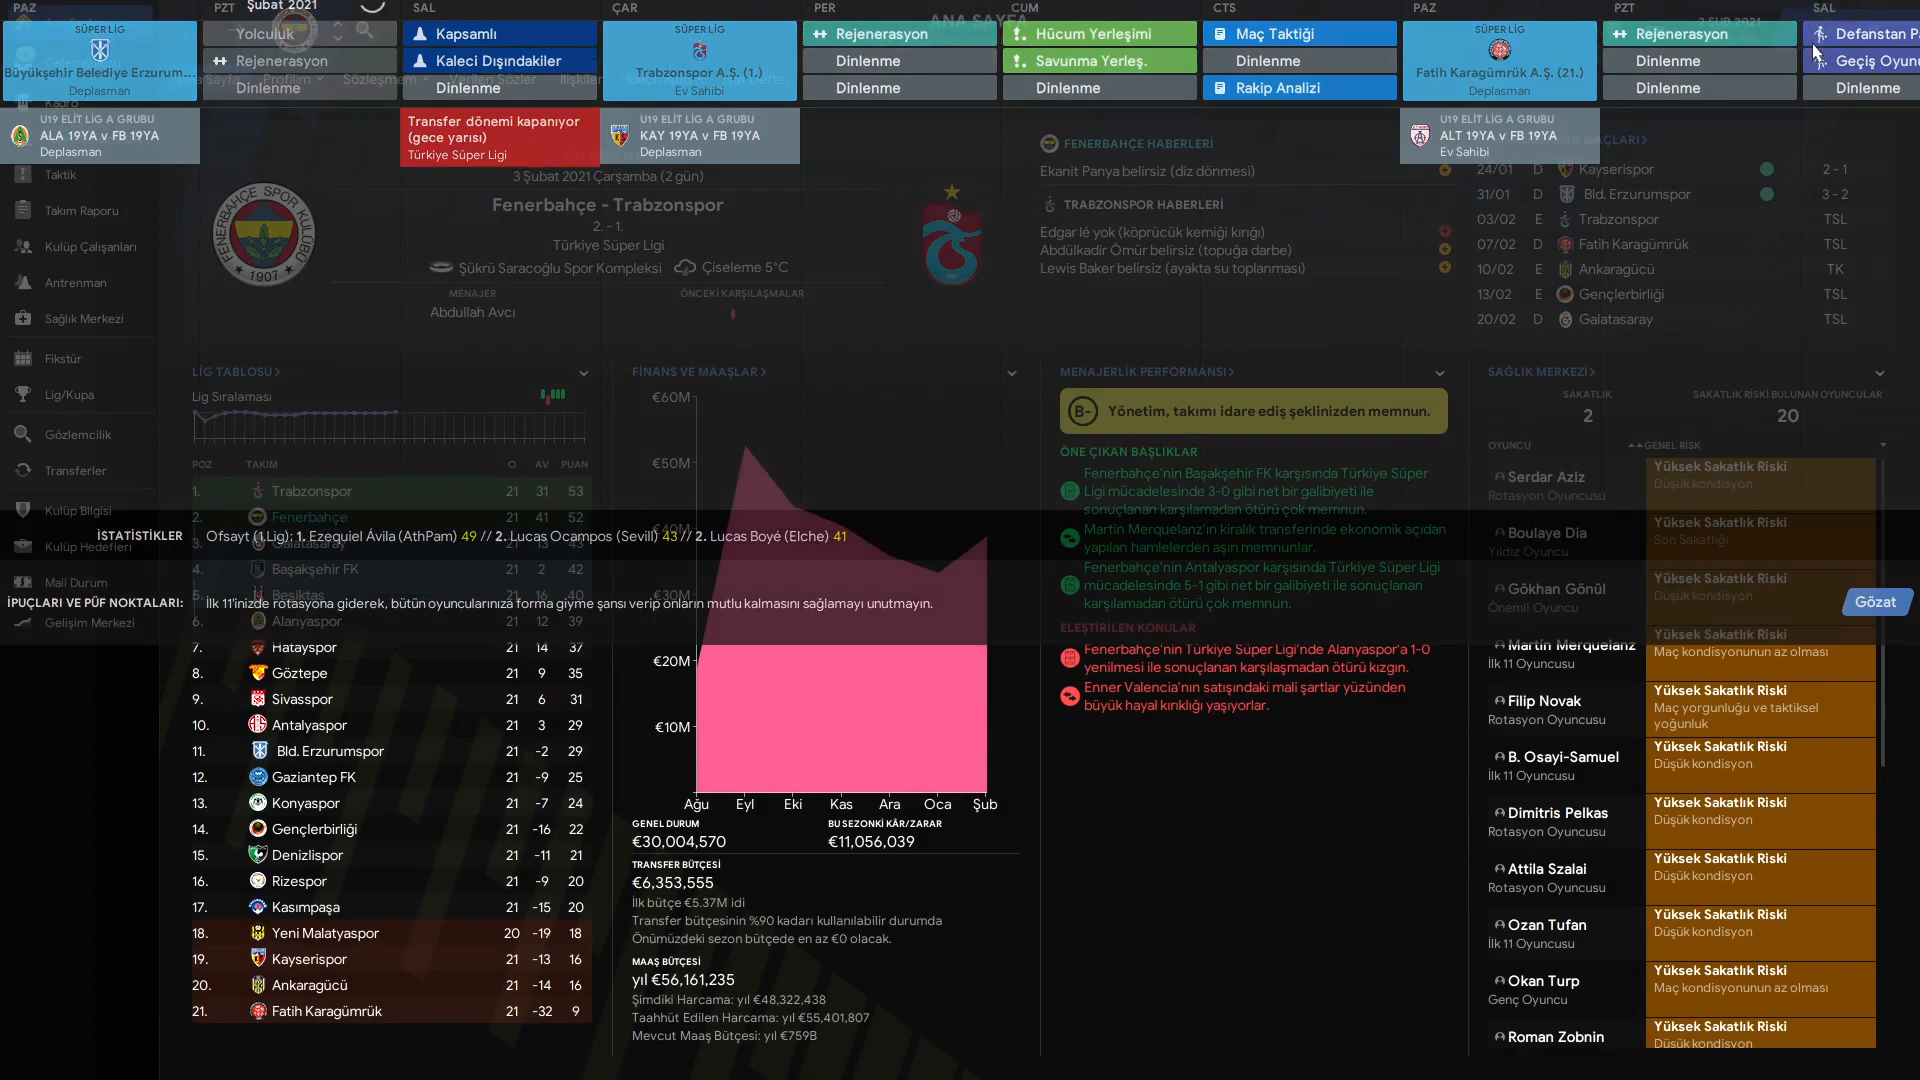 PAZ
PZT
Şubat 2021
SAL
ÇAR
PER
CUM
CTS
PAZ
PZT
SAL
ANA SAYFA
SÜPER LİG
Büyükşehir Belediye Erzurum...
Deplasman
Yolculuk
Rejenerasyon
Dinlenme
Kapsamlı
Kaleci Dışındakiler
Dinlenme
SÜPER LİG
Trabzonspor A.Ş. (1.)
Ev Sahibi
Rejenerasyon
Dinlenme
Dinlenme
Hücum Yerleşimi
Savunma Yerleş.
Dinlenme
Maç Taktiği
Dinlenme
Rakip Analizi
SÜPER LİG
Fatih Karagümrük A.Ş. (21.)
Deplasman
Rejenerasyon
Dinlenme
Dinlenme
Defanstan P
Geçiş Oyunu
Dinlenme
U19 ELİT LİG A GRUBU
ALA 19YA v FB 19YA
Deplasman
Transfer dönemi kapanıyor
(gece yarısı)
Türkiye Süper Ligi
U19 ELİT LİG A GRUBU
KAY 19YA v FB 19YA
Deplasman
U19 ELİT LİG A GRUBU
ALT 19YA v FB 19YA
Ev Sahibi
Kadro
Taktik
Takım Raporu
Kulüp Çalışanları
Antrenman
Sağlık Merkezi
Fikstür
Lig/Kupa
Gözlemcilik
Transferler
Kulüp Bilgisi
Kulüp Hedefleri
Mali Durum
Gelişim Merkezi
3 Şubat 2021 Çarşamba (2 gün)
Fenerbahçe - Trabzonspor
2. - 1.
Türkiye Süper Ligi
Şükrü Saracoğlu Spor Kompleksi
Çiseleme 5°C
MENAJER
Abdullah Avcı
ÖNCEKİ KARŞILAŞMALAR
FENERBAHÇE SPOR KULÜBÜ
1907
FENERBAHÇE HABERLERİ
Ekanit Panya belirsiz (diz dönmesi)
TRABZONSPOR HABERLERİ
Edgar Ié yok (köprücük kemiği kırığı)
Abdülkadir Ömür belirsiz (topuğa darbe)
Lewis Baker belirsiz (ayakta su toplanması)
MAÇLARI >
24/01 D Kayserispor 2 - 1
31/01 D Bld. Erzurumspor 3 - 2
03/02 E Trabzonspor TSL
07/02 D Fatih Karagümrük TSL
10/02 E Ankaragücü TK
13/02 E Gençlerbirliği TSL
20/02 D Galatasaray TSL
LİG TABLOSU >
Lig Sıralaması
POZ TAKIM O AV PUAN
1. Trabzonspor 21 31 53
2. Fenerbahçe 21 41 52
Galatasaray
4. Başakşehir FK 21 2 42
5. Beşiktaş 21 16 40
6. Alanyaspor 21 12 39
7. Hatayspor 21 14 37
8. Göztepe 21 9 35
9. Sivasspor 21 6 31
10. Antalyaspor 21 3 29
11. Bld. Erzurumspor 21 -2 29
12. Gaziantep FK 21 -9 25
13. Konyaspor 21 -7 24
14. Gençlerbirliği 21 -16 22
15. Denizlispor 21 -11 21
16. Rizespor 21 -9 20
17. Kasımpaşa 21 -15 20
18. Yeni Malatyaspor 20 -19 18
19. Kayserispor 21 -13 16
20. Ankaragücü 21 -14 16
21. Fatih Karagümrük 21 -32 9
İSTATİSTİKLER
Ofsayt (1.Lig): 1. Ezequiel Ávila (AthPam) 49 // 2. Lucas Ocampos (Sevill) 43 // 2. Lucas Boyé (Elche) 41
İPUÇLARI VE PÜF NOKTALARI:
İlk 11'inizde rotasyona giderek, bütün oyuncularınıza forma giyme şansı verip onların mutlu kalmasını sağlamayı unutmayın.
Gözat
FİNANS VE MAAŞLAR >
€60M
€50M
€40M
€30M
€20M
€10M
Ağu Eyl Eki Kas Ara Oca Şub
GENEL DURUM
€30,004,570
BU SEZONKİ KÂR/ZARAR
€11,056,039
TRANSFER BÜTÇESİ
€6,353,555
İlk bütçe €5.37M idi
Transfer bütçesinin %90 kadarı kullanılabilir durumda
Önümüzdeki sezon bütçede en az €0 olacak.
MAAŞ BÜTÇESİ
yıl €56,161,235
Şimdiki Harcama: yıl €48,322,438
Taahhüt Edilen Harcama: yıl €55,401,807
Mevcut Maaş Bütçesi: yıl €759B
MENAJERLİK PERFORMANSI >
B-
Yönetim, takımı idare ediş şeklinizden memnun.
ÖNE ÇIKAN BAŞLIKLAR
Fenerbahçe'nin Başakşehir FK karşısında Türkiye Süper
Ligi mücadelesinde 3-0 gibi net bir galibiyeti ile
sonuçlanan karşılamadan ötürü çok memnun.
Martin Merquelanz'ın kiralık transferinde ekonomik açıdan
yapılan hamlelerden aşırı memnunlar.
Fenerbahçe'nin Antalyaspor karşısında Türkiye Süper Ligi
mücadelesinde 5-1 gibi net bir galibiyeti ile sonuçlanan
karşılamadan ötürü çok memnun.
ELEŞTİRİLEN KONULAR
Fenerbahçe'nin Türkiye Süper Ligi'nde Alanyaspor'a 1-0
yenilmesi ile sonuçlanan karşılaşmadan ötürü kızgın.
Enner Valencia'nın satışındaki mali şartlar yüzünden
büyük hayal kırıklığı yaşıyorlar.
SAĞLIK MERKEZİ >
SAKATLIK
2
SAKATLIK RİSKİ BULUNAN OYUNCULAR
20
OYUNCU
GENEL RİSK
Serdar Aziz
Rotasyon Oyuncusu
Yüksek Sakatlık Riski
Düşük kondisyon
Boulaye Dia
Yıldız Oyuncu
Yüksek Sakatlık Riski
Son Sakatlığı
Gökhan Gönül
Önemli Oyuncu
Yüksek Sakatlık Riski
Düşük kondisyon
Martin Merquelanz
İlk 11 Oyuncusu
Yüksek Sakatlık Riski
Maç kondisyonunun az olması
Filip Novak
Rotasyon Oyuncusu
Yüksek Sakatlık Riski
Maç yorgunluğu ve taktiksel
yoğunluk
B. Osayi-Samuel
İlk 11 Oyuncusu
Yüksek Sakatlık Riski
Düşük kondisyon
Dimitris Pelkas
Rotasyon Oyuncusu
Yüksek Sakatlık Riski
Düşük kondisyon
Attila Szalai
Rotasyon Oyuncusu
Yüksek Sakatlık Riski
Düşük kondisyon
Ozan Tufan
İlk 11 Oyuncusu
Yüksek Sakatlık Riski
Düşük kondisyon
Okan Turp
Genç Oyuncu
Yüksek Sakatlık Riski
Maç kondisyonunun az olması
Roman Zobnin
Yüksek Sakatlık Riski
Düşük kondisyon